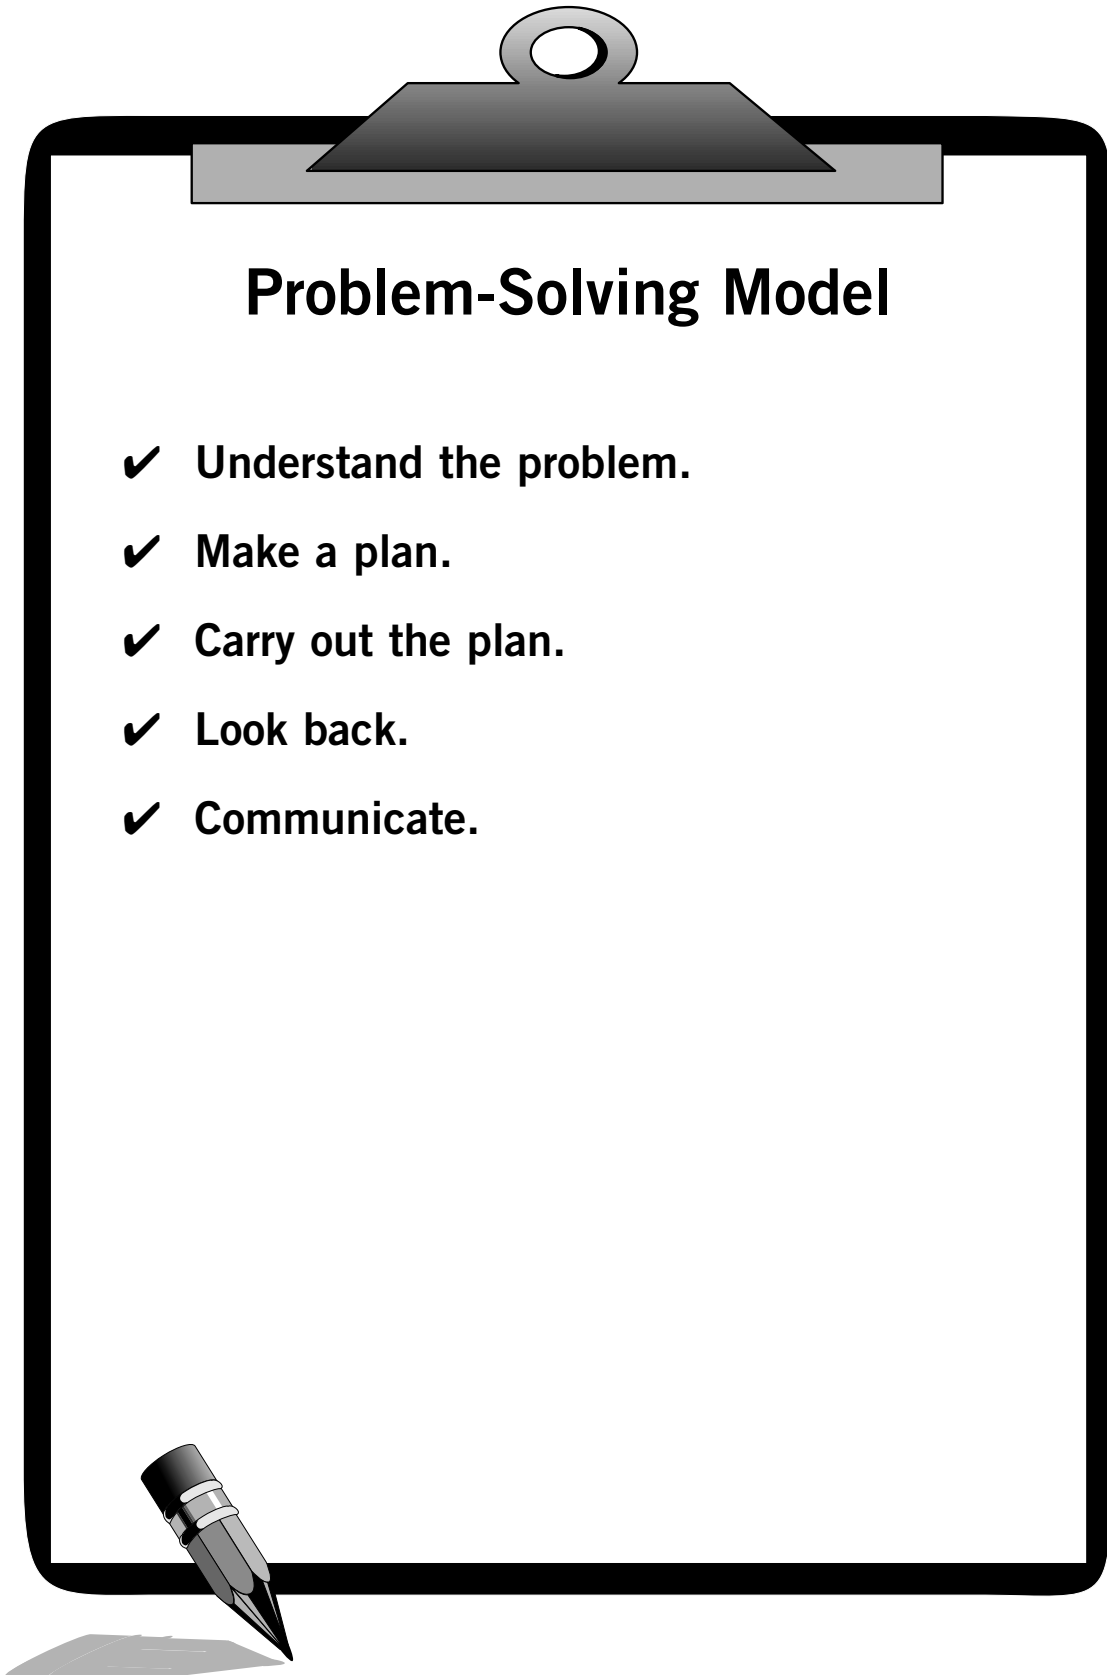 Problem-Solving Model
✔ Understand the problem.
✔ Make a plan.
✔ Carry out the plan.
✔ Look back.
✔ Communicate.